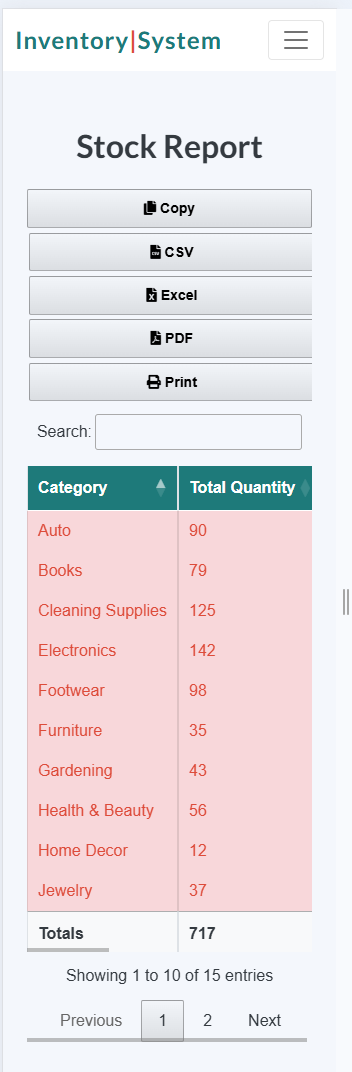 Inventory|System
Stock Report
Copy
CSV
Excel
PDF
Print
Search:
Category Total Quantity
Auto 90
Books 79
Cleaning Supplies 125
Electronics 142
Footwear 98
Furniture 35
Gardening 43
Health & Beauty 56
Home Decor 12
Jewelry 37
Totals 717
Showing 1 to 10 of 15 entries
Previous 1 2 Next